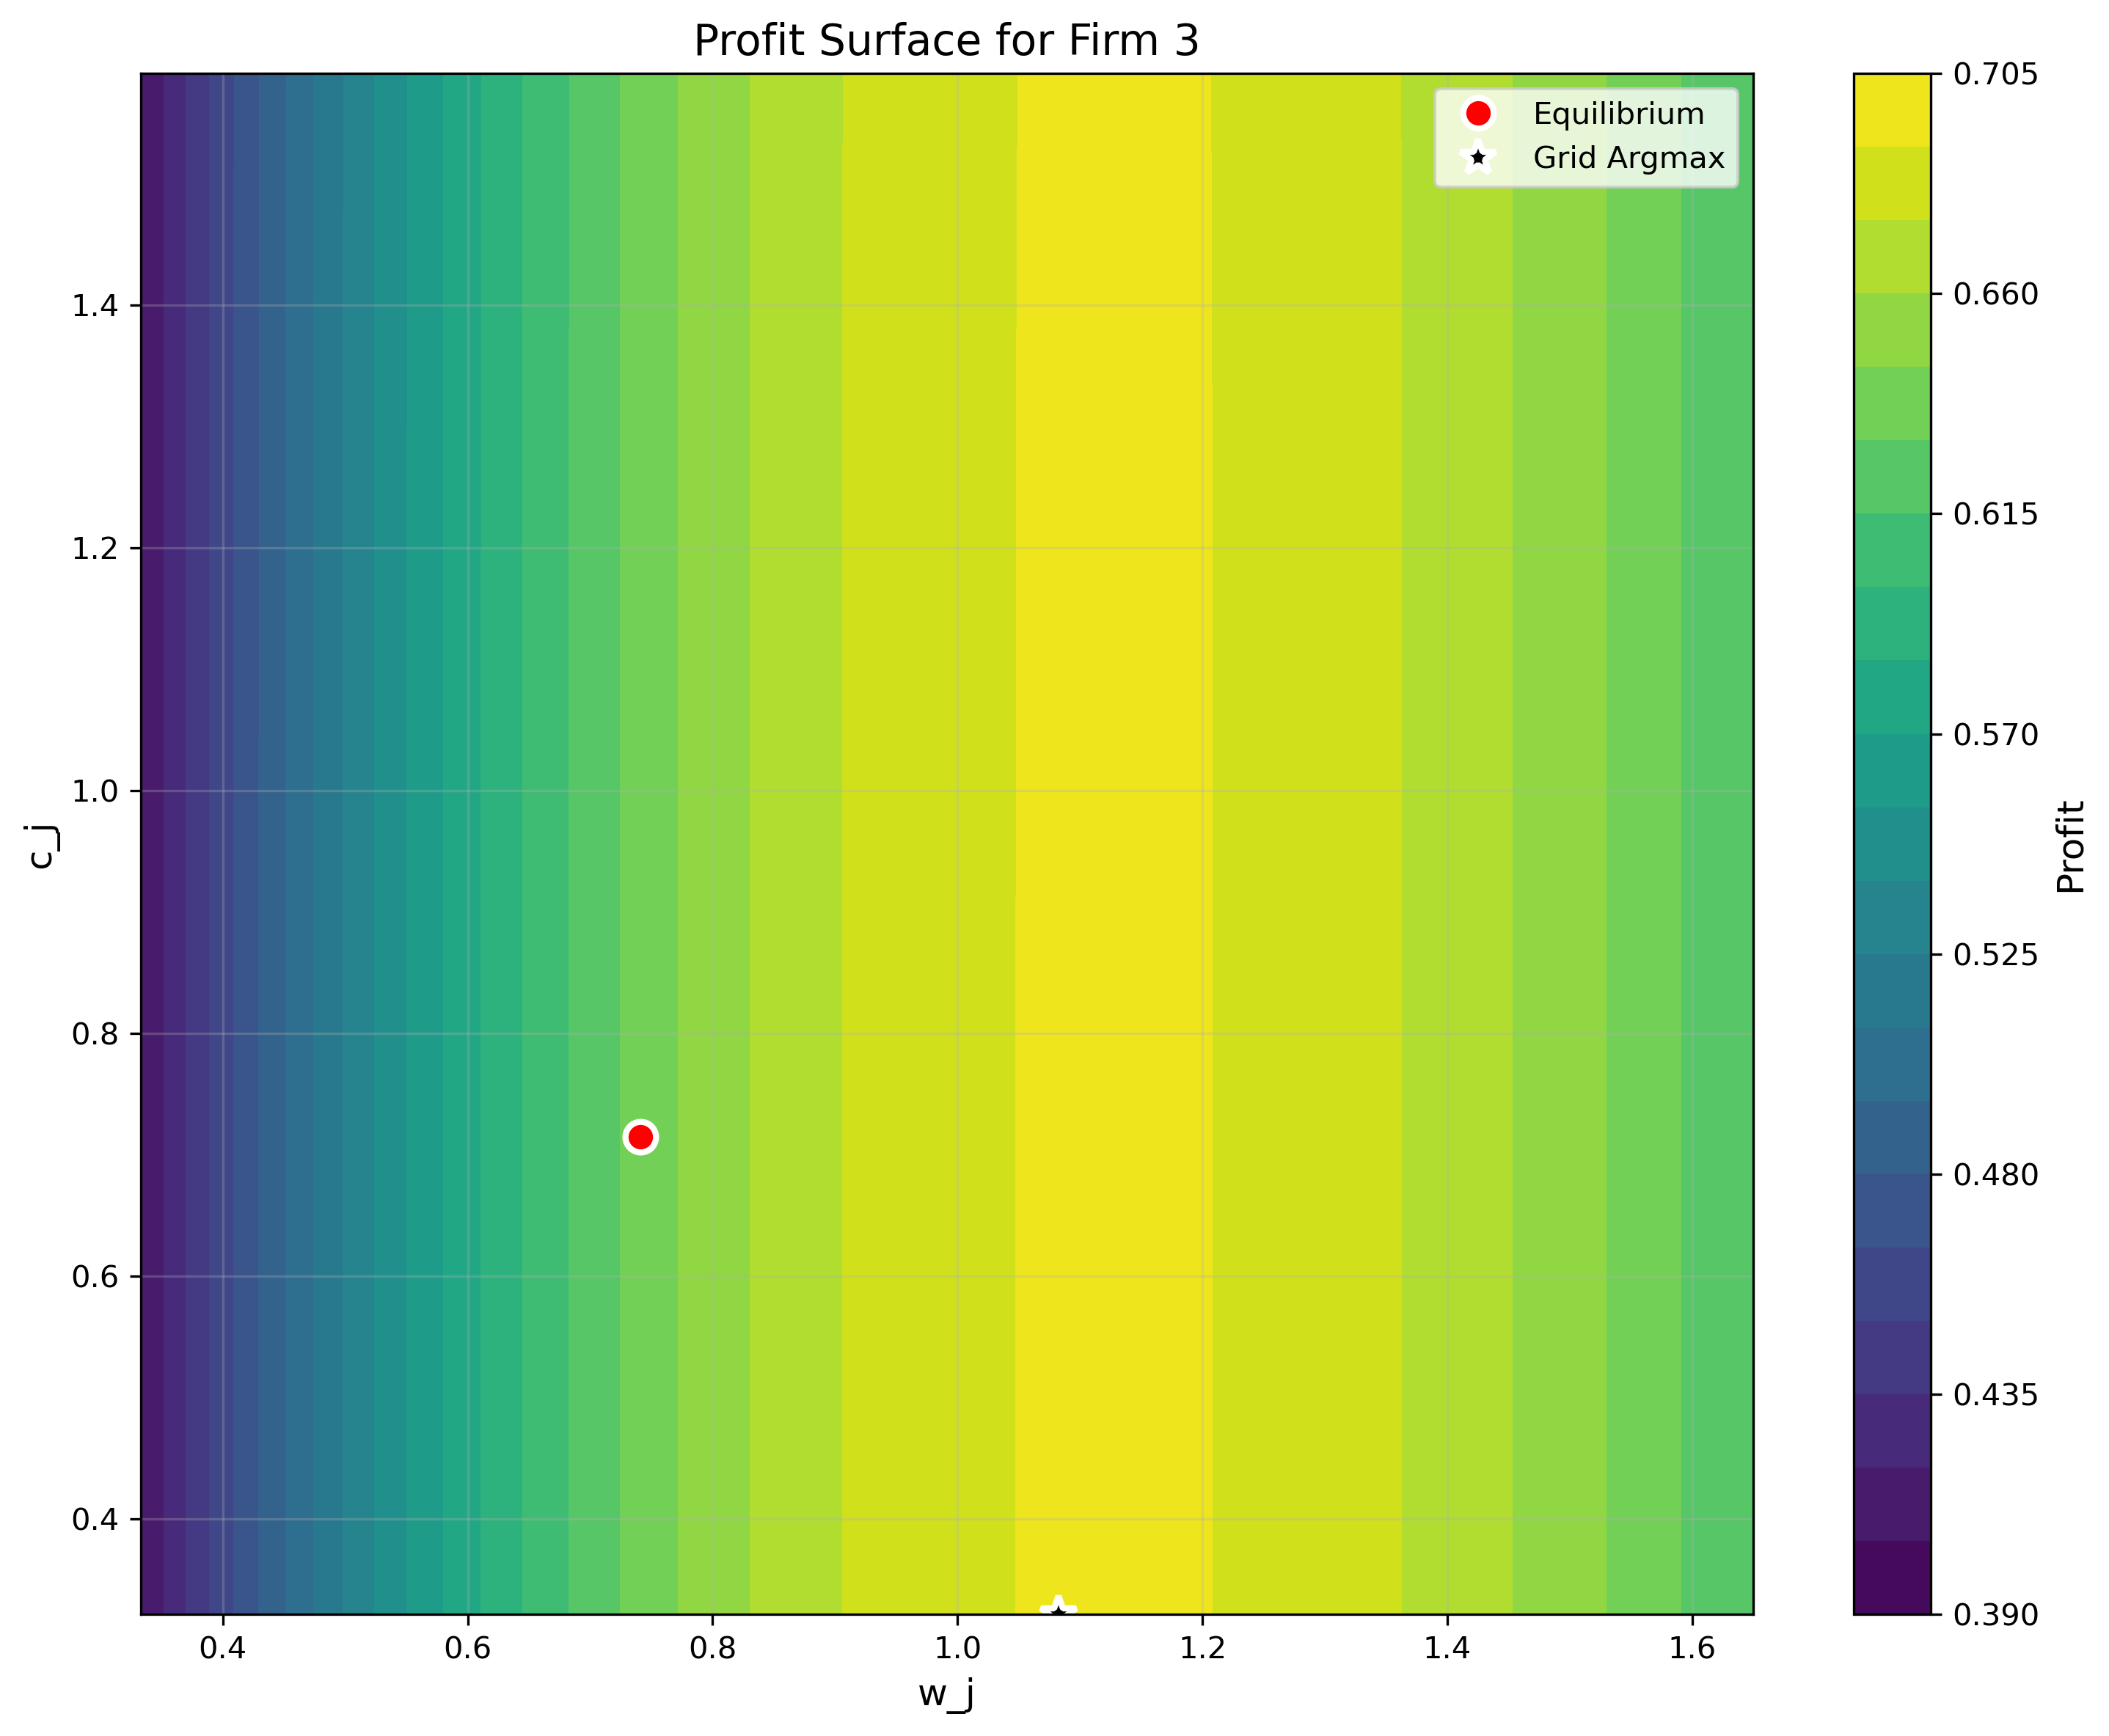 Profit Surface for Firm 3
Equilibrium
Grid Argmax
c_j
1.4
1.2
1.0
0.8
0.6
0.4
0.4 0.6 0.8 1.0 1.2 1.4 1.6
w_j
0.705
0.660
0.615
0.570
0.525
0.480
0.435
0.390
Profit